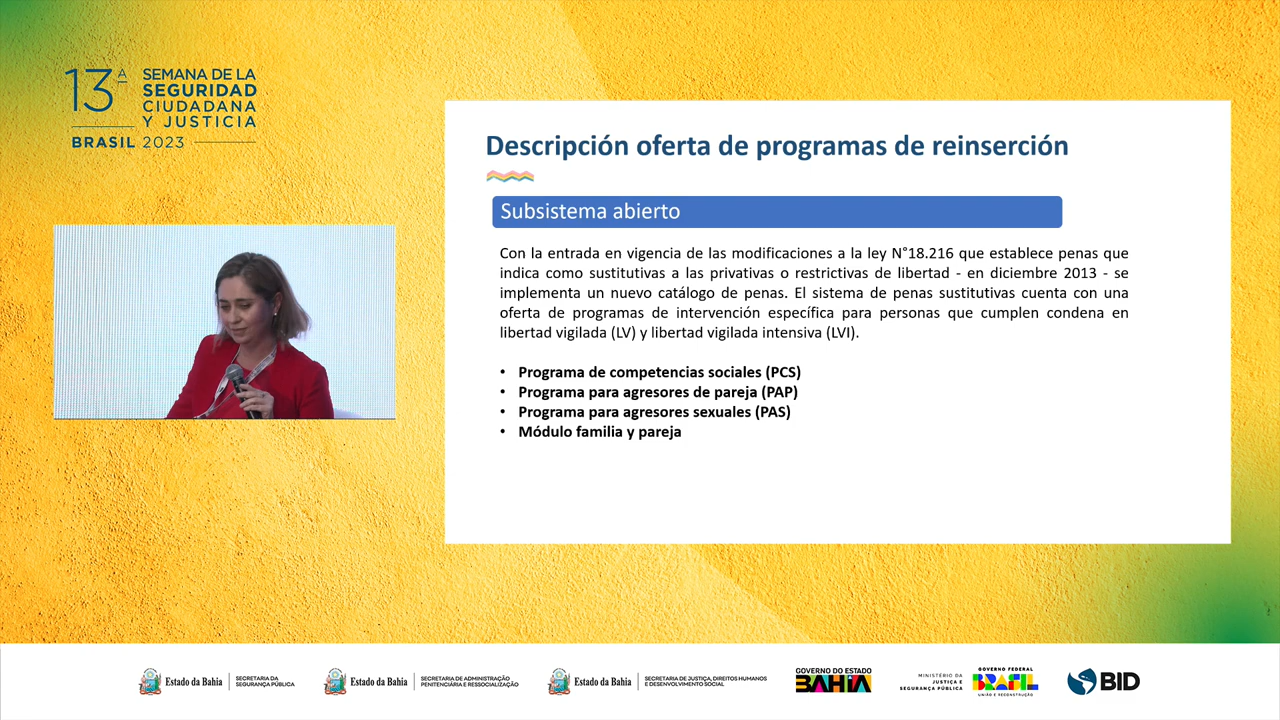 13ª
SEMANA DE LA
SEGURIDAD
CIUDADANA
Y JUSTICIA
BRASIL 2023
Descripción oferta de programas de reinserción
Subsistema abierto
Con la entrada en vigencia de las modificaciones a la ley N°18.216 que establece penas que
indica como sustitutivas a las privativas o restrictivas de libertad - en diciembre 2013 - se
implementa un nuevo catálogo de penas. El sistema de penas sustitutivas cuenta con una
oferta de programas de intervención específica para personas que cumplen condena en
libertad vigilada (LV) y libertad vigilada intensiva (LVI).
• Programa de competencias sociales (PCS)
• Programa para agresores de pareja (PAP)
• Programa para agresores sexuales (PAS)
• Módulo familia y pareja
Estado da Bahia
SECRETARIA DA
SEGURANÇA PÚBLICA
Estado da Bahia
SECRETARIA DE ADMINISTRAÇÃO
PENITENCIÁRIA E RESSOCIALIZAÇÃO
Estado da Bahia
SECRETARIA DE JUSTIÇA, DIREITOS HUMANOS
E DESENVOLVIMENTO SOCIAL
GOVERNO DO ESTADO
BAHIA
MINISTÉRIO DA
JUSTIÇA E
SEGURANÇA PÚBLICA
GOVERNO FEDERAL
BRASIL
UNIÃO E RECONSTRUÇÃO
BID